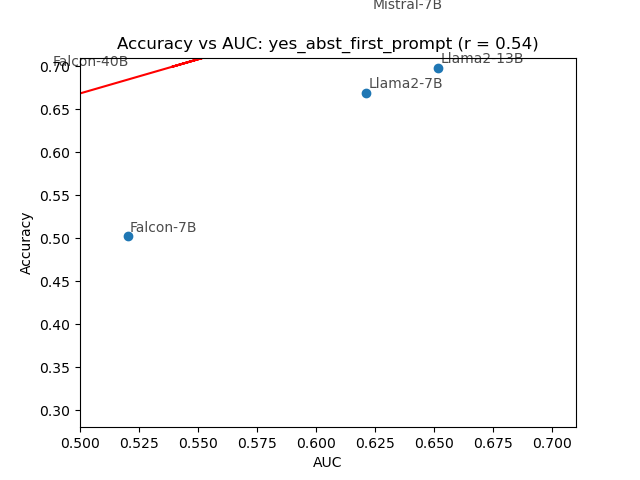 Mistral-7B
Accuracy vs AUC: yes_abst_first_prompt (r = 0.54)
Falcon-40B
Llama2-13B
Llama2-7B
Falcon-7B
Accuracy
0.70
0.65
0.60
0.55
0.50
0.45
0.40
0.35
0.30
0.500 0.525 0.550 0.575 0.600 0.625 0.650 0.675 0.700
AUC